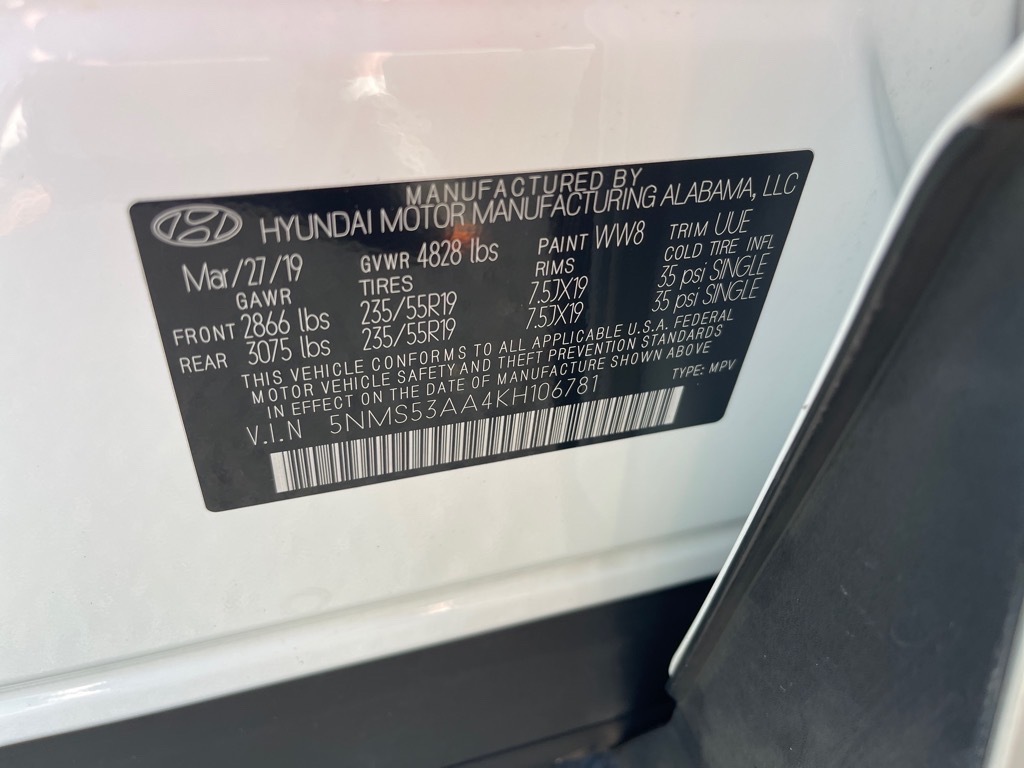 MANUFACTURED BY
HYUNDAI MOTOR MANUFACTURING ALABAMA, LLC
Mar/27/19 GVWR 4828 lbs PAINT WW8 TRIM UUE
GAWR TIRES RIMS COLD TIRE INFL
FRONT 2866 lbs 235/55R19 7.5JX19 35 psi SINGLE
REAR 3075 lbs 235/55R19 7.5JX19 35 psi SINGLE
THIS VEHICLE CONFORMS TO ALL APPLICABLE U.S.A. FEDERAL
MOTOR VEHICLE SAFETY AND THEFT PREVENTION STANDARDS
IN EFFECT ON THE DATE OF MANUFACTURE SHOWN ABOVE
V.I.N 5NMS53AA4KH106781 TYPE: MPV